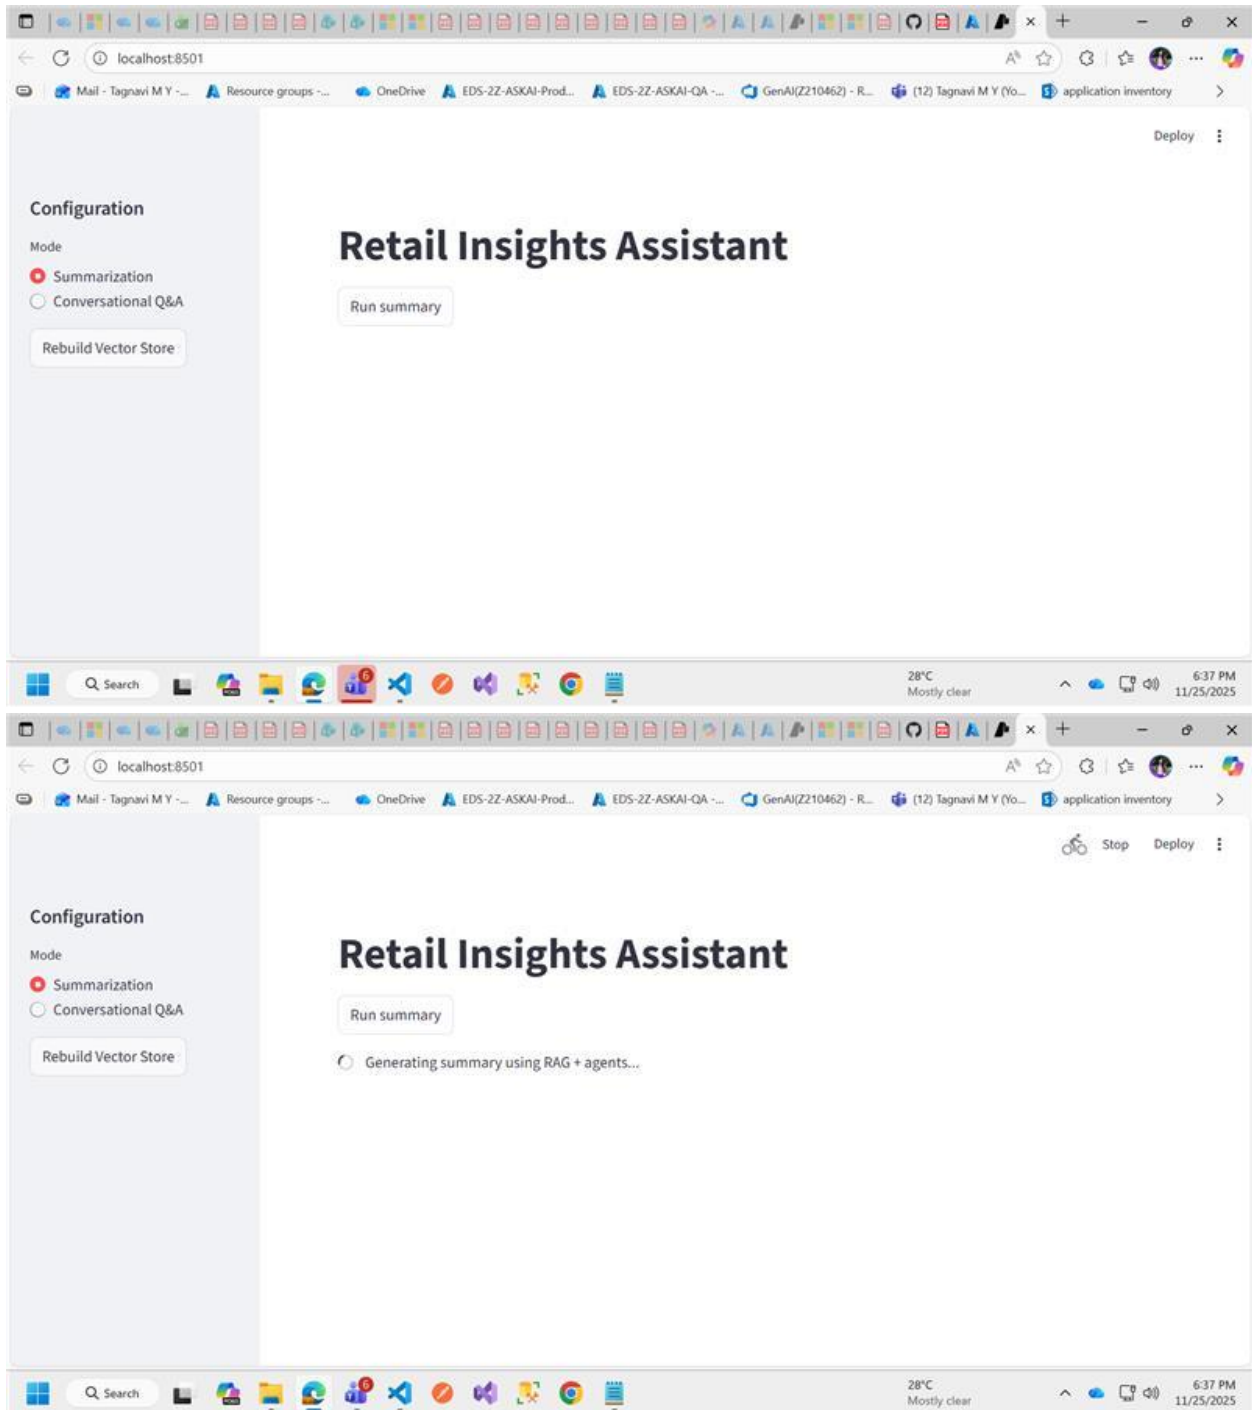 localhost:8501
Mail - Tagnavi M Y -... Resource groups -... OneDrive EDS-2Z-ASKAI-Prod... EDS-2Z-ASKAI-QA -... GenAI(Z210462) - R... (12) Tagnavi M Y (Yo... application inventory
Deploy
Configuration
Mode
Summarization
Conversational Q&A
Rebuild Vector Store
Retail Insights Assistant
Run summary
Search
6
28°C
Mostly clear
6:37 PM
11/25/2025
localhost:8501
Mail - Tagnavi M Y -... Resource groups -... OneDrive EDS-2Z-ASKAI-Prod... EDS-2Z-ASKAI-QA -... GenAI(Z210462) - R... (12) Tagnavi M Y (Yo... application inventory
Stop Deploy
Configuration
Mode
Summarization
Conversational Q&A
Rebuild Vector Store
Retail Insights Assistant
Run summary
Generating summary using RAG + agents...
Search
6
28°C
Mostly clear
6:37 PM
11/25/2025